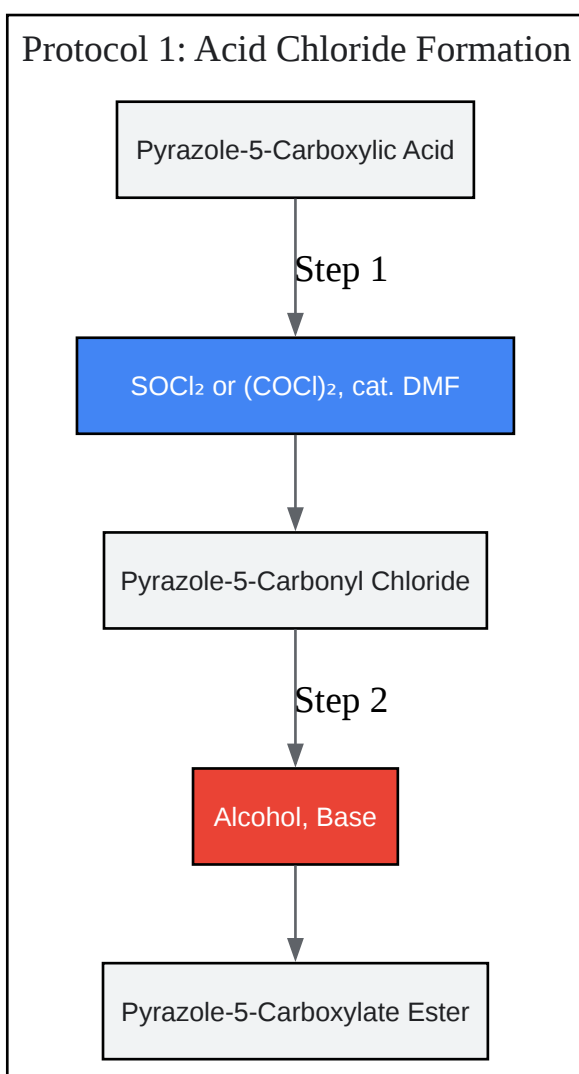 Protocol 1: Acid Chloride Formation
Pyrazole-5-Carboxylic Acid
Step 1
SOCl₂ or (COCl)₂, cat. DMF
Pyrazole-5-Carbonyl Chloride
Step 2
Alcohol, Base
Pyrazole-5-Carboxylate Ester